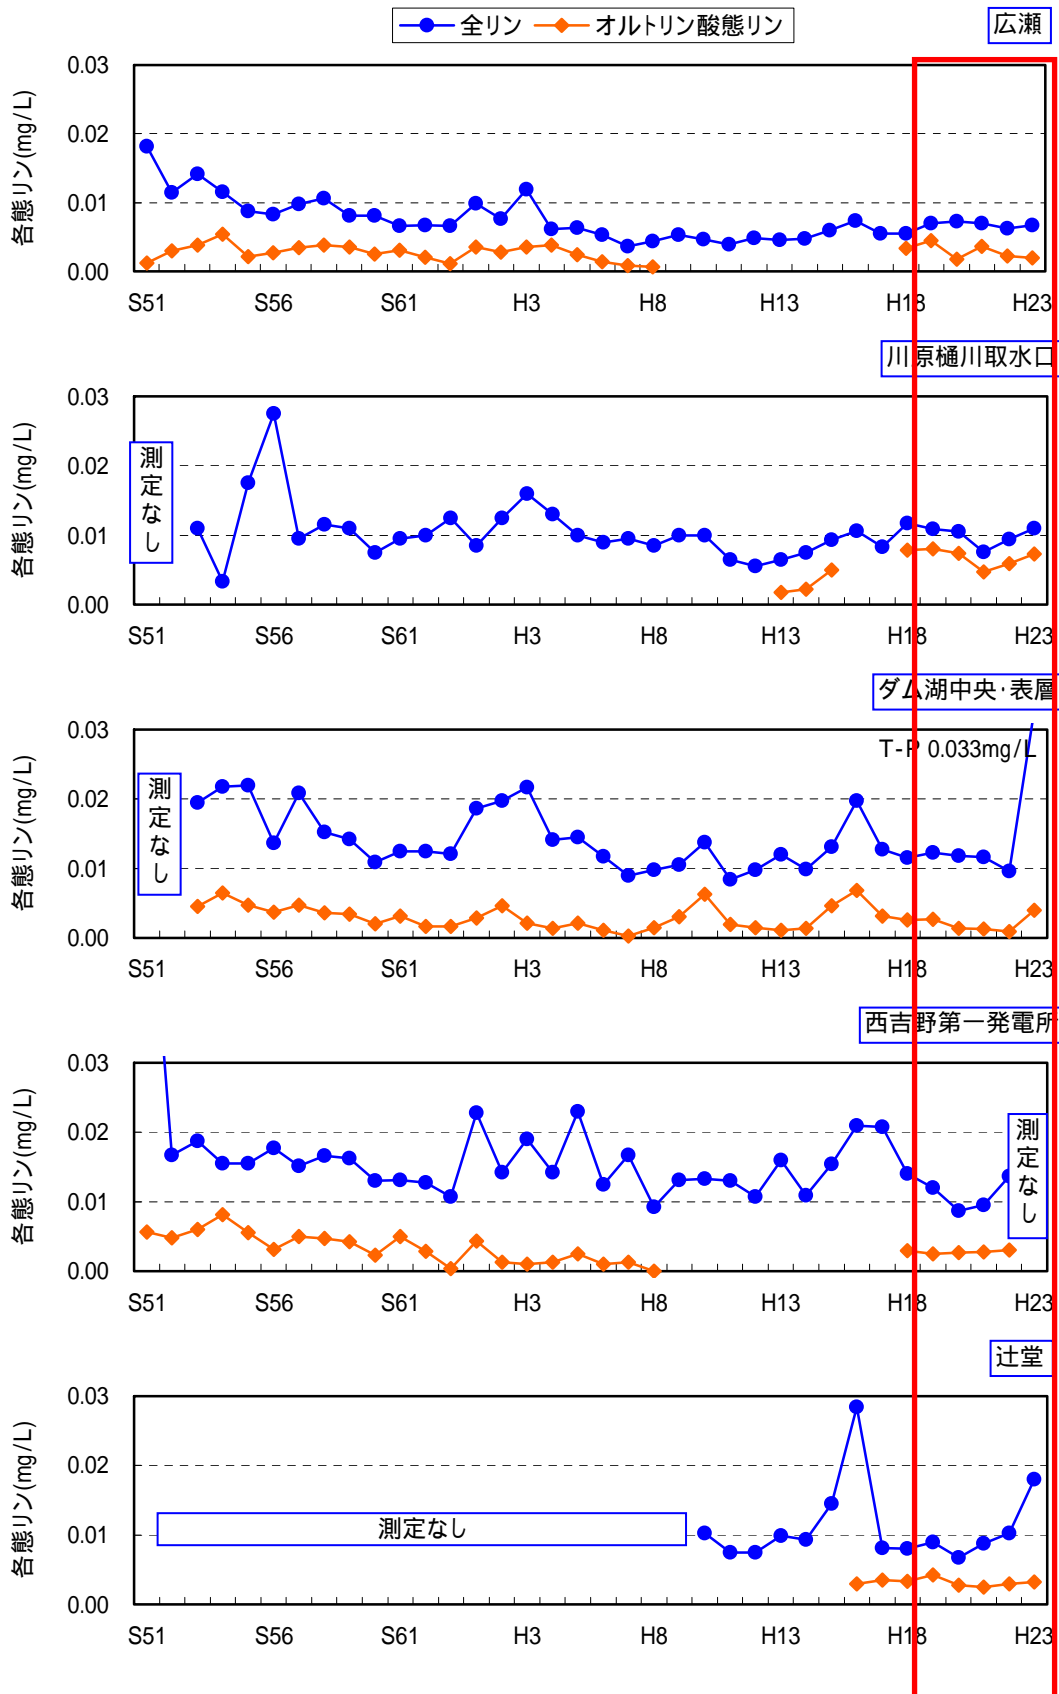 全リン オルトリン酸態リン
広瀬
各態リン(mg/L)
0.03
0.02
0.01
0.00
S51 S56 S61 H3 H8 H13 H18 H23
川原樋川取水口
各態リン(mg/L)
0.03
0.02
0.01
0.00
測定なし
S51 S56 S61 H3 H8 H13 H18 H23
ダム湖中央・表層
各態リン(mg/L)
0.03
0.02
0.01
0.00
測定なし
T-P 0.033mg/L
S51 S56 S61 H3 H8 H13 H18 H23
西吉野第一発電所
各態リン(mg/L)
0.03
0.02
0.01
0.00
測定なし
S51 S56 S61 H3 H8 H13 H18 H23
辻堂
各態リン(mg/L)
0.03
0.02
0.01
0.00
測定なし
S51 S56 S61 H3 H8 H13 H18 H23